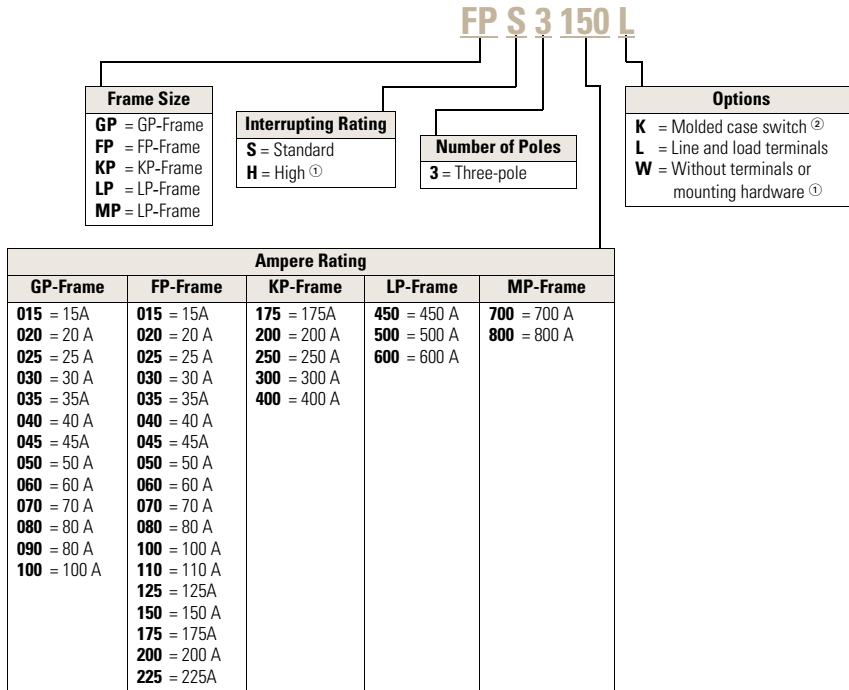 FP S 3 150 L
Frame Size
GP = GP-Frame
FP = FP-Frame
KP = KP-Frame
LP = LP-Frame
MP = LP-Frame
Interrupting Rating
S = Standard
H = High ①
Number of Poles
3 = Three-pole
Options
K = Molded case switch ②
L = Line and load terminals
W = Without terminals or
mounting hardware ①
Ampere Rating
GP-Frame
015 = 15A
020 = 20 A
025 = 25 A
030 = 30 A
035 = 35A
040 = 40 A
045 = 45A
050 = 50 A
060 = 60 A
070 = 70 A
080 = 80 A
090 = 80 A
100 = 100 A
FP-Frame
015 = 15A
020 = 20 A
025 = 25 A
030 = 30 A
035 = 35A
040 = 40 A
045 = 45A
050 = 50 A
060 = 60 A
070 = 70 A
080 = 80 A
100 = 100 A
110 = 110 A
125 = 125A
150 = 150 A
175 = 175A
200 = 200 A
225 = 225A
KP-Frame
175 = 175A
200 = 200 A
250 = 250 A
300 = 300 A
400 = 400 A
LP-Frame
450 = 450 A
500 = 500 A
600 = 600 A
MP-Frame
700 = 700 A
800 = 800 A